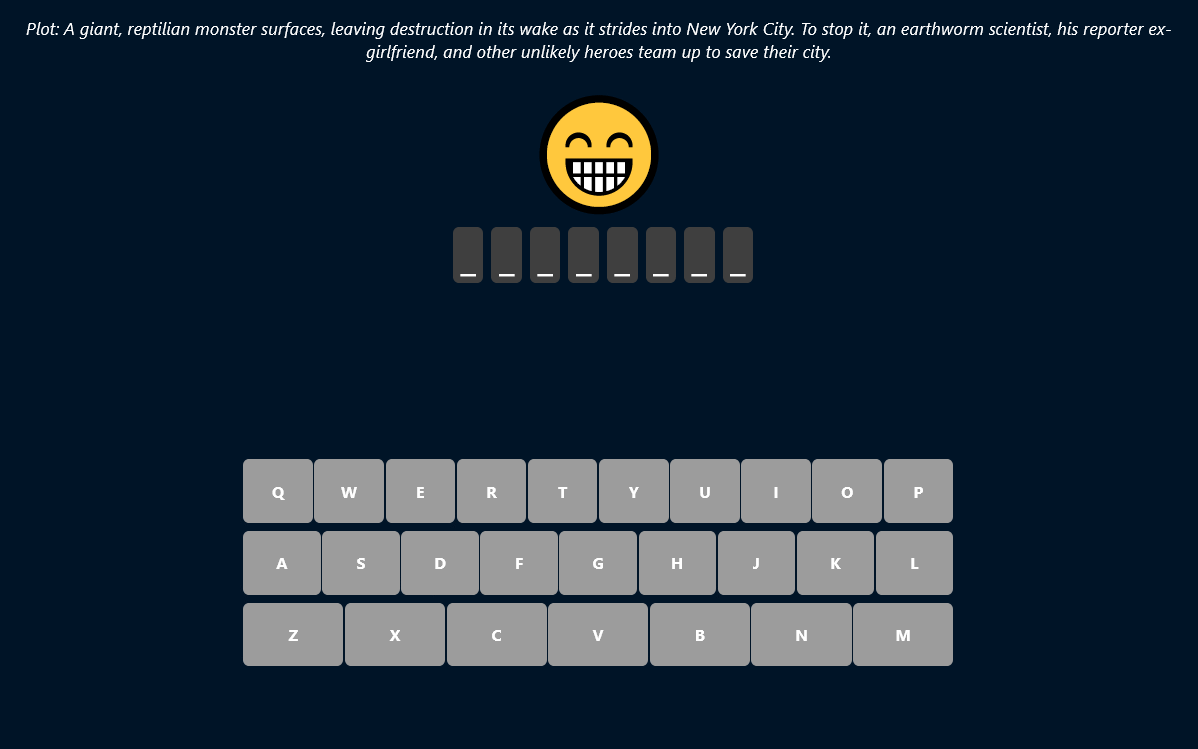 Plot: A giant, reptilian monster surfaces, leaving destruction in its wake as it strides into New York City. To stop it, an earthworm scientist, his reporter ex-
girlfriend, and other unlikely heroes team up to save their city.
_ _ _ _ _ _ _ _
Q W E R T Y U I O P
A S D F G H J K L
Z X C V B N M